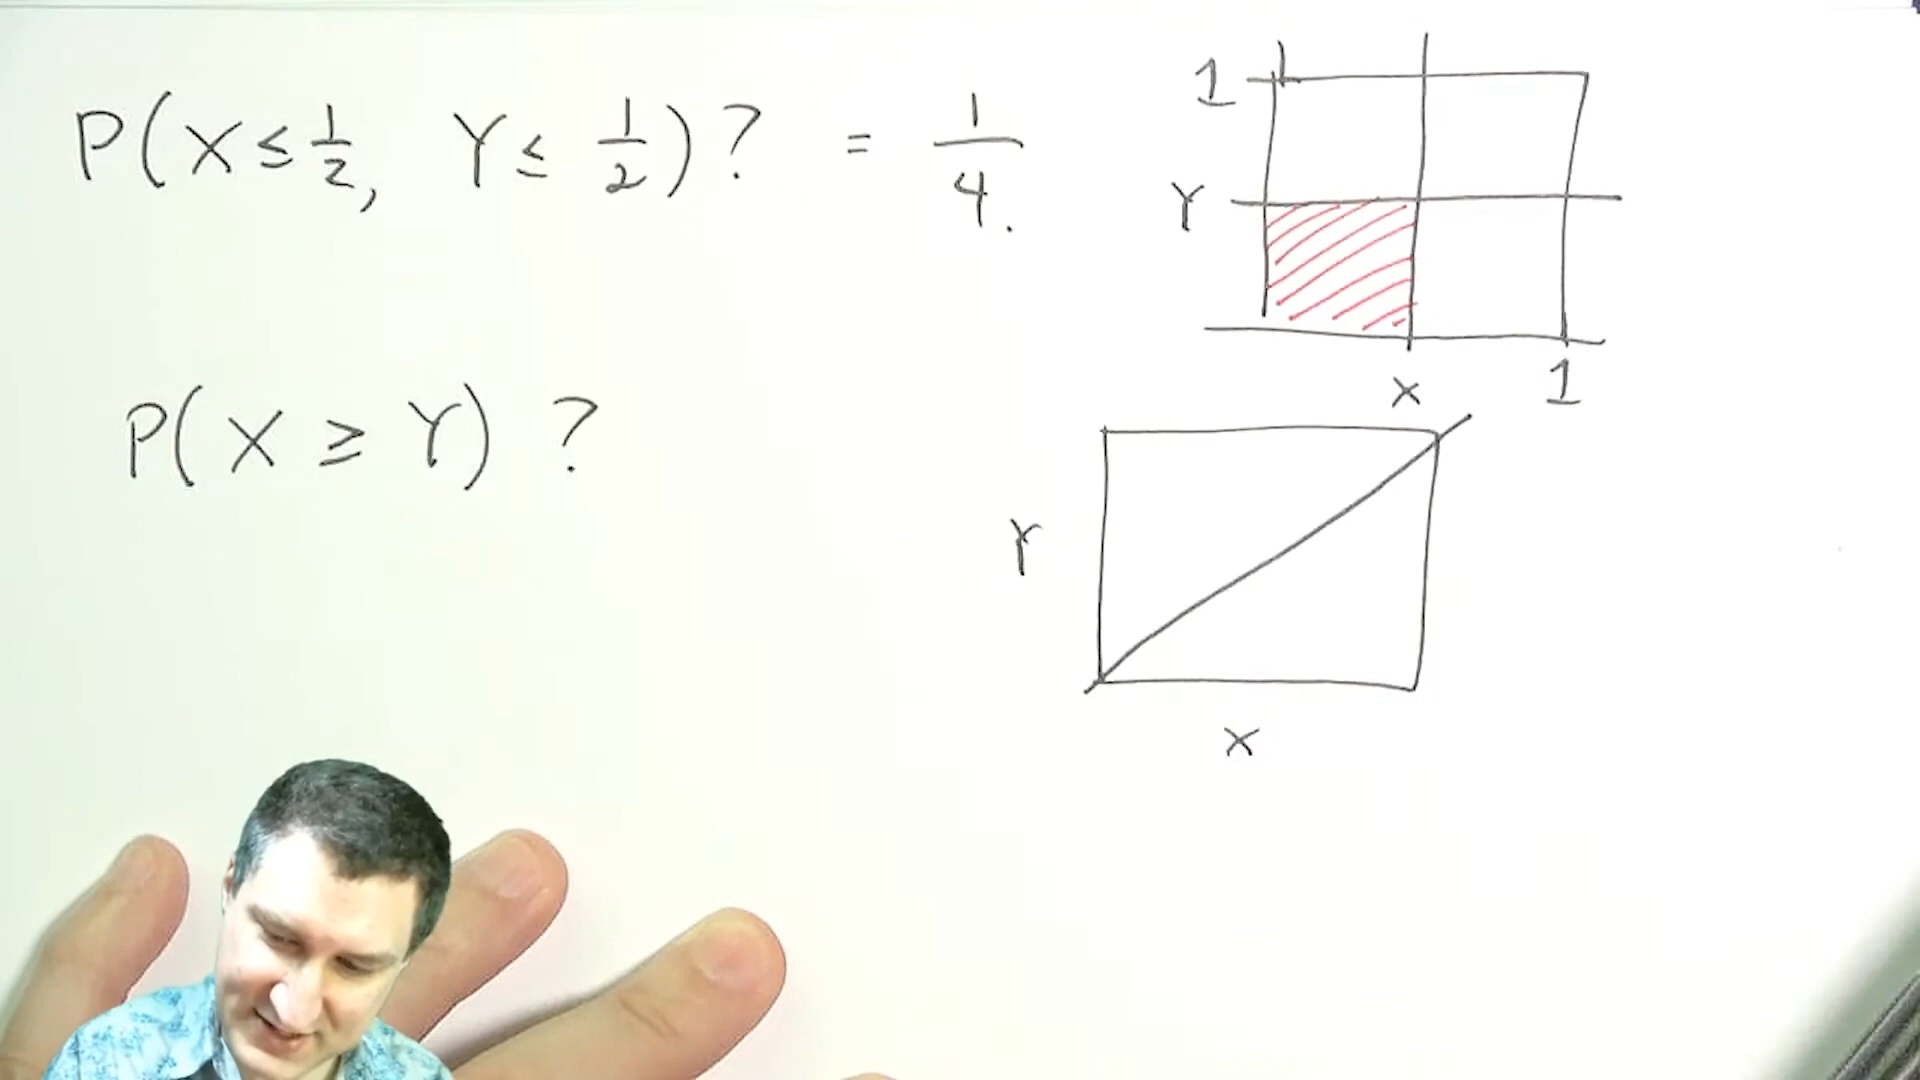 P(X ≤ 1/2, Y ≤ 1/2)? = 1/4.
1
Y
X
1
P(X ≥ Y)?
Y
X